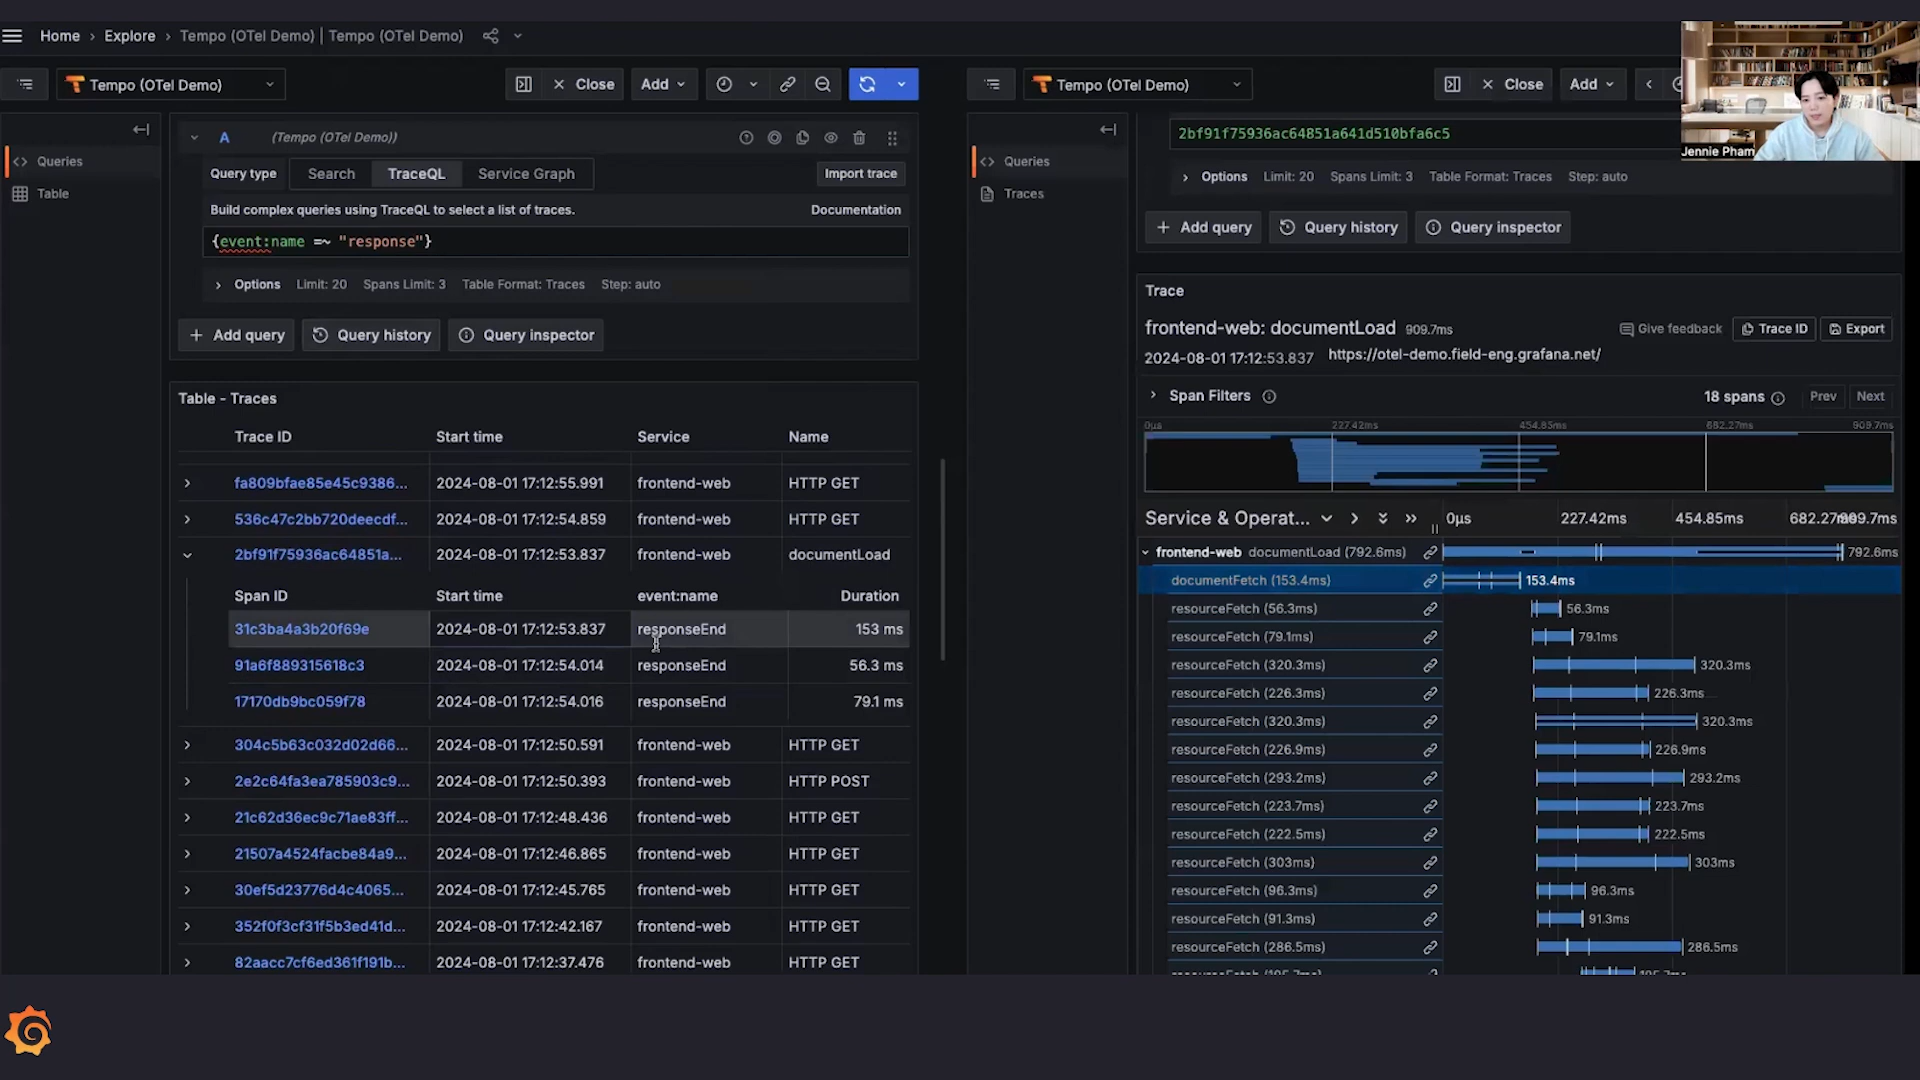 Home › Explore › Tempo (OTel Demo) | Tempo (OTel Demo)
Tempo (OTel Demo)
Close
Add
Queries
Table
A (Tempo (OTel Demo))
Query type Search TraceQL Service Graph Import trace
Build complex queries using TraceQL to select a list of traces. Documentation
{event:name =~ "response"}
Options Limit: 20 Spans Limit: 3 Table Format: Traces Step: auto
+ Add query Query history Query inspector
Table - Traces
Trace ID Start time Service Name
fa809bfae85e45c9386... 2024-08-01 17:12:55.991 frontend-web HTTP GET
536c47c2bb720deecdf... 2024-08-01 17:12:54.859 frontend-web HTTP GET
2bf91f75936ac64851a... 2024-08-01 17:12:53.837 frontend-web documentLoad
Span ID Start time event:name Duration
31c3ba4a3b20f69e 2024-08-01 17:12:53.837 responseEnd 153 ms
91a6f889315618c3 2024-08-01 17:12:54.014 responseEnd 56.3 ms
17170db9bc059f78 2024-08-01 17:12:54.016 responseEnd 79.1 ms
304c5b63c032d02d66... 2024-08-01 17:12:50.591 frontend-web HTTP GET
2e2c64fa3ea785903c9... 2024-08-01 17:12:50.393 frontend-web HTTP POST
21c62d36ec9c71ae83ff... 2024-08-01 17:12:48.436 frontend-web HTTP GET
21507a4524facbe84a9... 2024-08-01 17:12:46.865 frontend-web HTTP GET
30ef5d23776d4c4065... 2024-08-01 17:12:45.765 frontend-web HTTP GET
352f0f3cf31f5b3ed41d... 2024-08-01 17:12:42.167 frontend-web HTTP GET
82aacc7cf6ed361f191b... 2024-08-01 17:12:37.476 frontend-web HTTP GET
Tempo (OTel Demo)
Close
Add
Jennie Pham
Queries
Traces
2bf91f75936ac64851a641d510bfa6c5
Options Limit: 20 Spans Limit: 3 Table Format: Traces Step: auto
+ Add query Query history Query inspector
Trace
frontend-web: documentLoad 909.7ms
Give feedback Trace ID Export
2024-08-01 17:12:53.837 https://otel-demo.field-eng.grafana.net/
Span Filters 18 spans Prev Next
0µs 227.42ms 454.85ms 682.27ms 909.7ms
Service & Operat... 0µs 227.42ms 454.85ms 682.27ms 909.7ms
frontend-web documentLoad (792.6ms) 792.6ms
documentFetch (153.4ms) 153.4ms
resourceFetch (56.3ms) 56.3ms
resourceFetch (79.1ms) 79.1ms
resourceFetch (320.3ms) 320.3ms
resourceFetch (226.3ms) 226.3ms
resourceFetch (320.3ms) 320.3ms
resourceFetch (226.9ms) 226.9ms
resourceFetch (293.2ms) 293.2ms
resourceFetch (223.7ms) 223.7ms
resourceFetch (222.5ms) 222.5ms
resourceFetch (303ms) 303ms
resourceFetch (96.3ms) 96.3ms
resourceFetch (91.3ms) 91.3ms
resourceFetch (286.5ms) 286.5ms